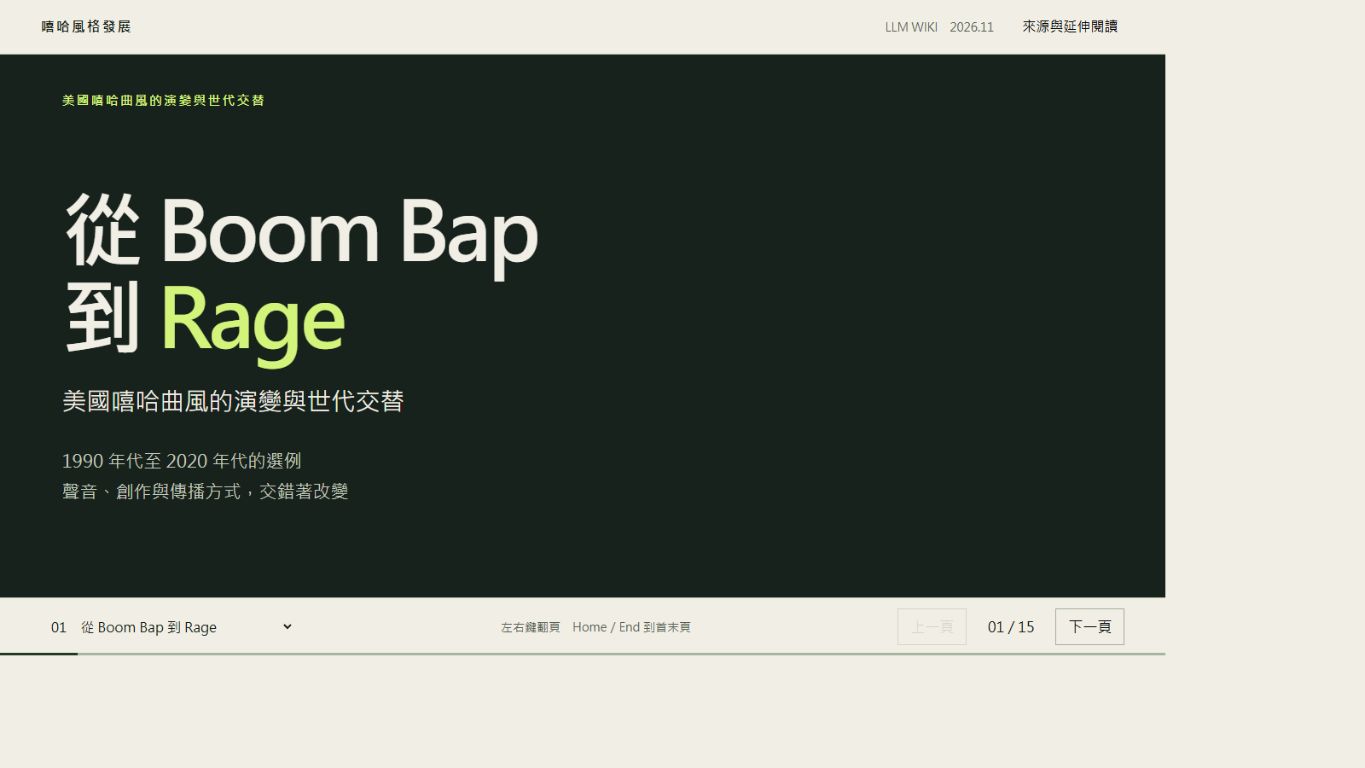 嘻哈風格發展
LLM WIKI 2026.11 來源與延伸閱讀
美國嘻哈曲風的演變與世代交替
從 Boom Bap
到 Rage
美國嘻哈曲風的演變與世代交替
1990 年代至 2020 年代的選例
聲音、創作與傳播方式，交錯著改變
01 從 Boom Bap 到 Rage
左右鍵翻頁 Home / End 到首末頁
上一頁 01 / 15 下一頁